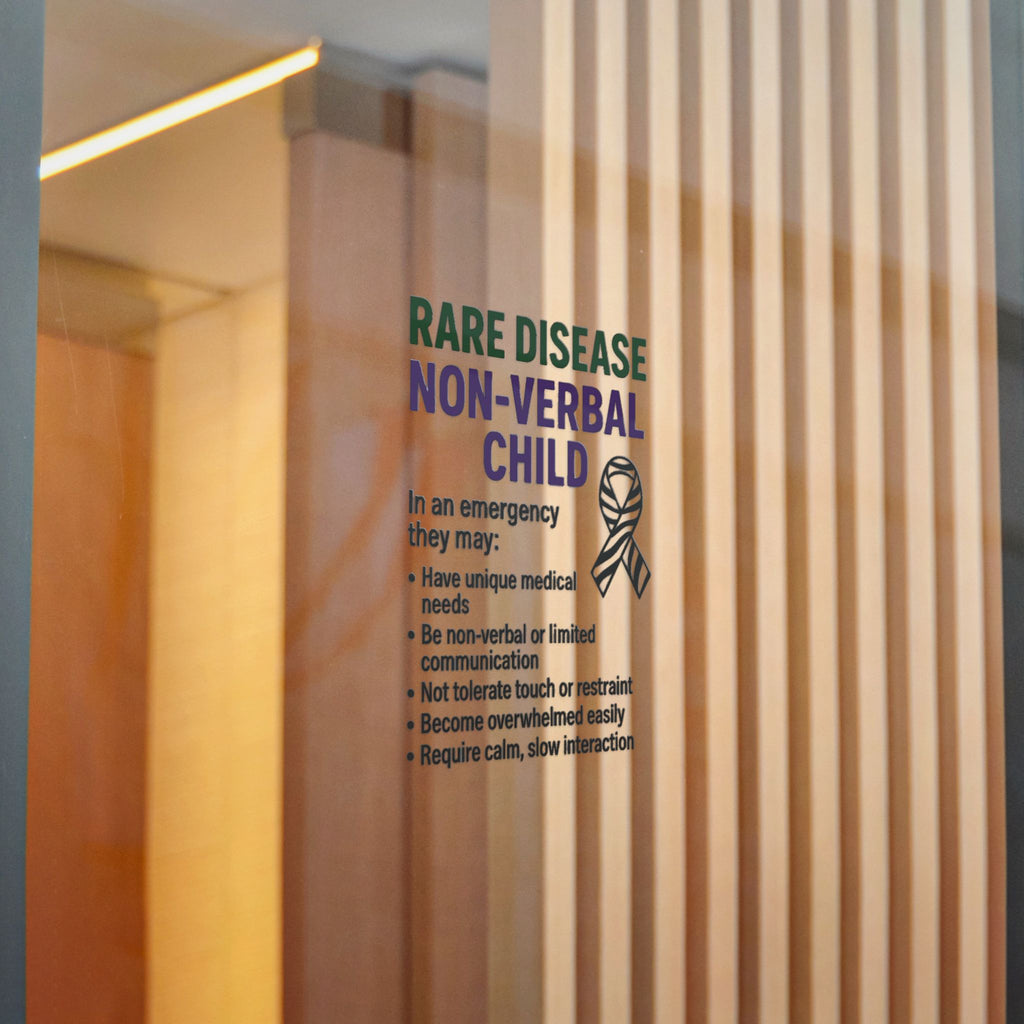 RARE DISEASE
NON-VERBAL
CHILD
In an emergency
they may:
• Have unique medical
needs
• Be non-verbal or limited
communication
• Not tolerate touch or restraint
• Become overwhelmed easily
• Require calm, slow interaction